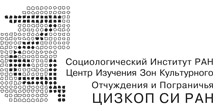 Социологический Институт РАН
Центр Изучения Зон Культурного
Отчуждения и Пограничья
ЦИЗКОП СИ РАН